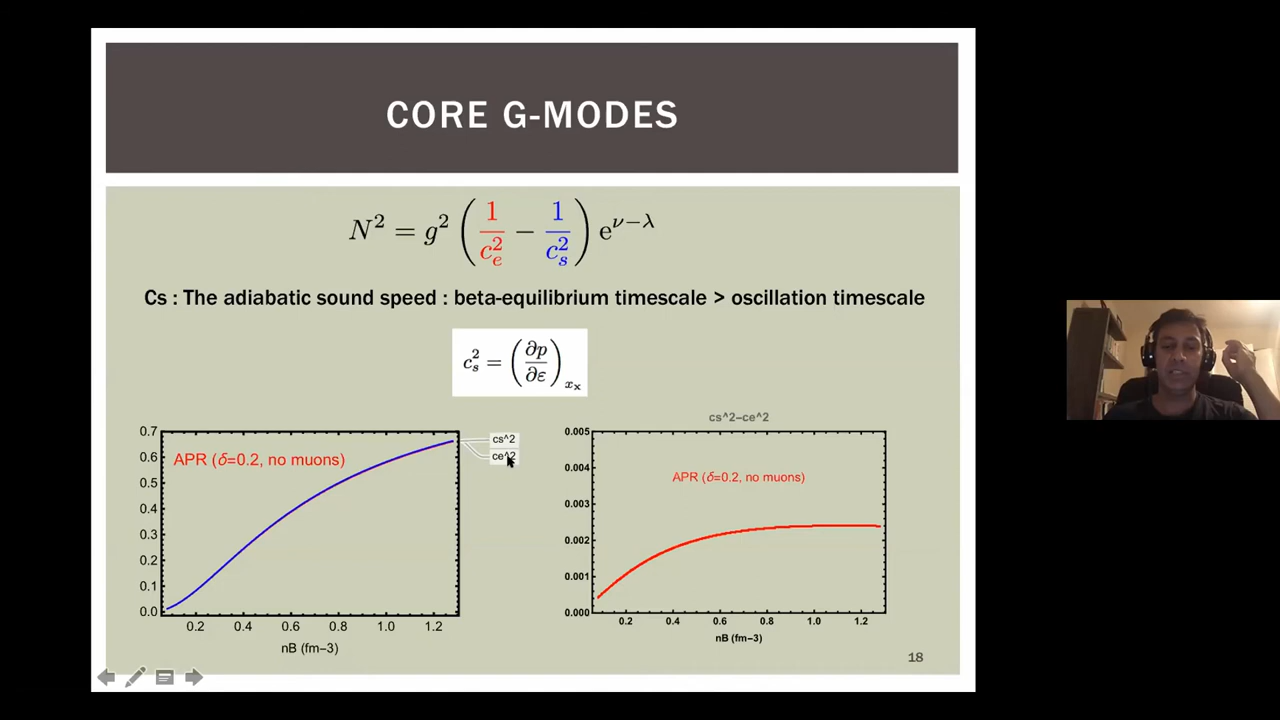 CORE G-MODES
N² = g² (1/c_e² − 1/c_s²) e^{ν−λ}
Cs : The adiabatic sound speed : beta-equilibrium timescale > oscillation timescale
c_s² = (∂p/∂ε)_{x_x}
0.7
0.6
0.5
0.4
0.3
0.2
0.1
0.0
APR (δ=0.2, no muons)
cs^2
ce^2
0.2 0.4 0.6 0.8 1.0 1.2
nB (fm−3)
cs^2−ce^2
0.005
0.004
0.003
0.002
0.001
0.000
APR (δ=0.2, no muons)
0.2 0.4 0.6 0.8 1.0 1.2
nB (fm−3)
18